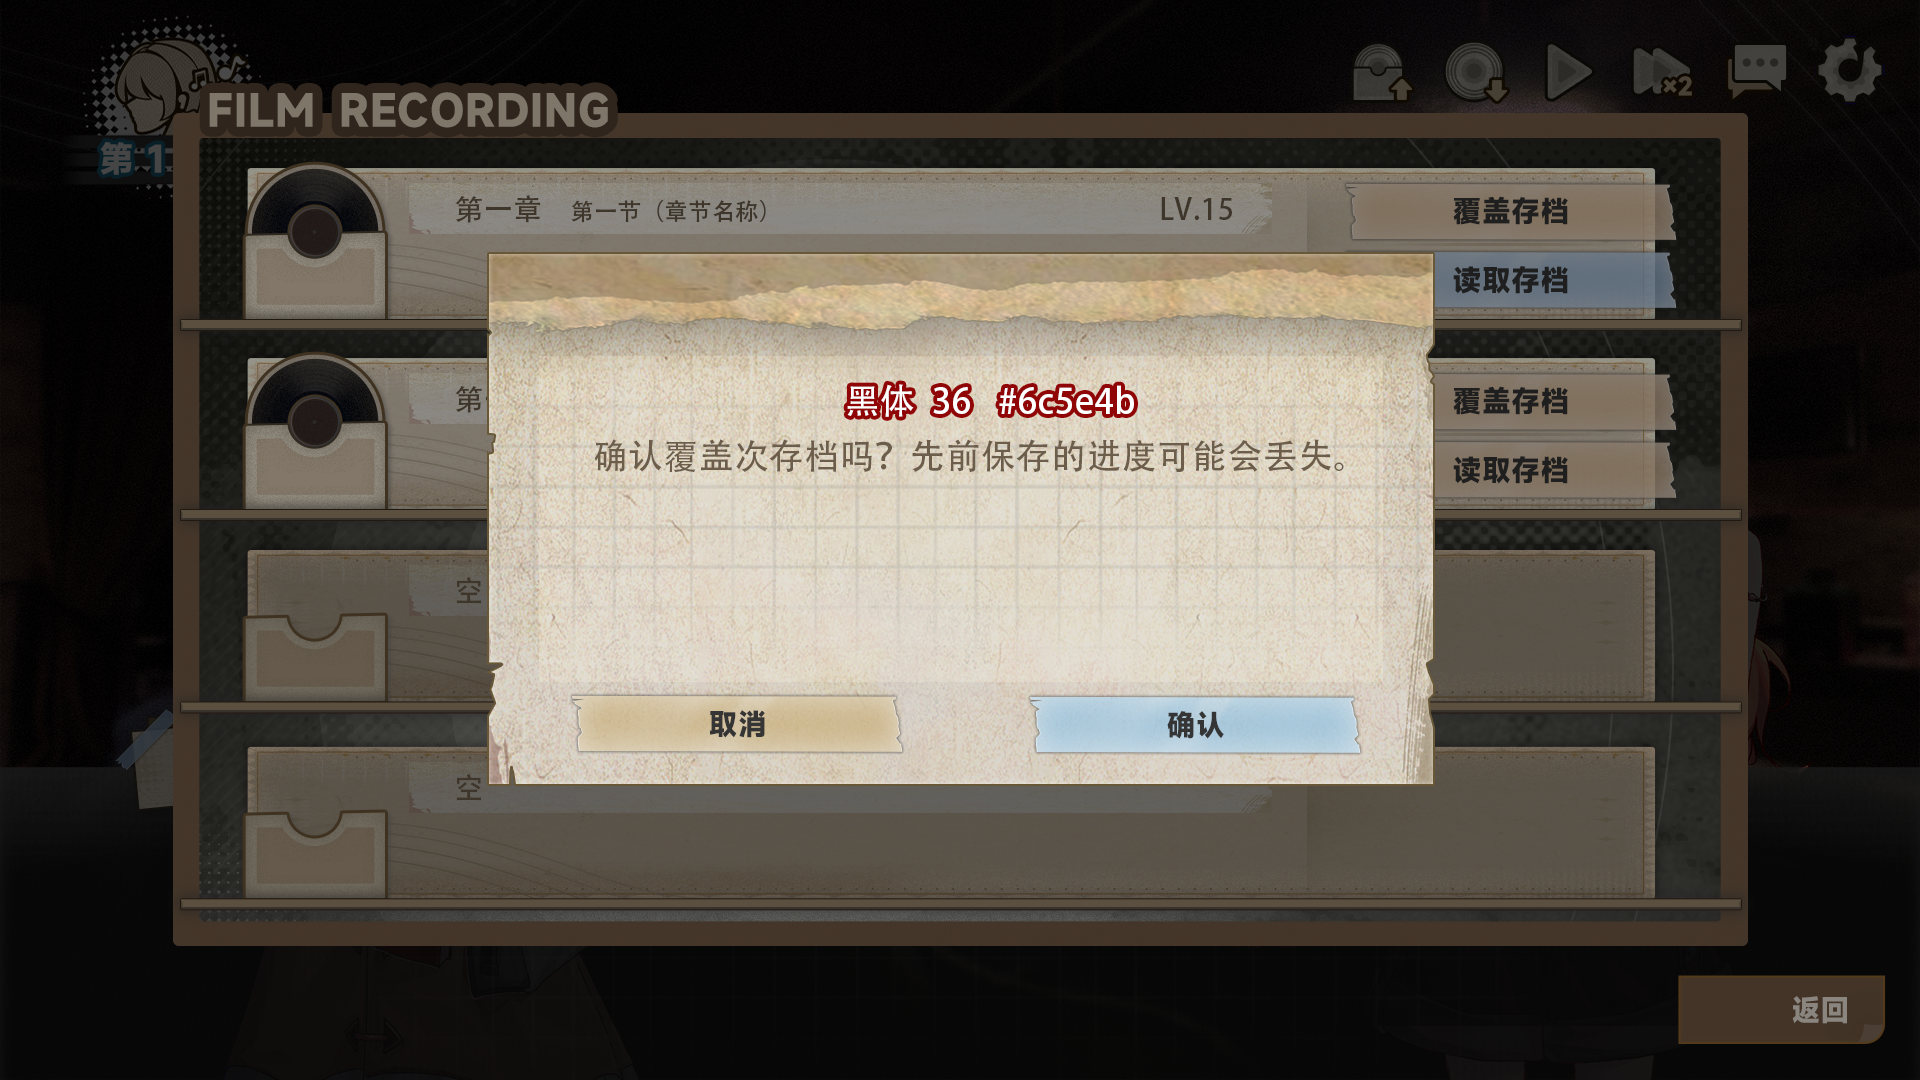 FILM RECORDING
×2
第 1
第一章 第一节（章节名称） LV.15
覆盖存档
读取存档
第
覆盖存档
读取存档
黑体 36 #6c5e4b
确认覆盖次存档吗？先前保存的进度可能会丢失。
空
取消
确认
空
返回